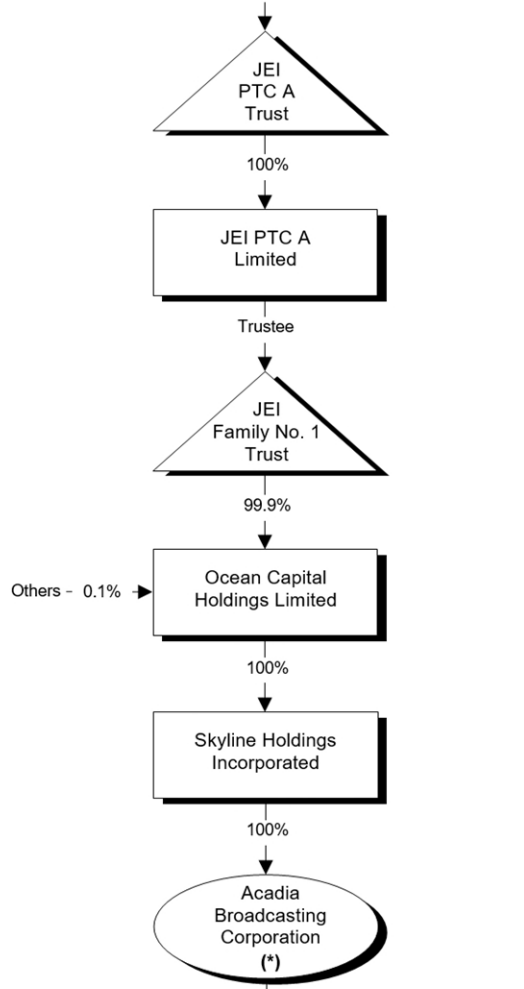 JEI
PTC A
Trust
100%
JEI PTC A
Limited
Trustee
JEI
Family No. 1
Trust
99.9%
Others - 0.1%
Ocean Capital
Holdings Limited
100%
Skyline Holdings
Incorporated
100%
Acadia
Broadcasting
Corporation
(*)